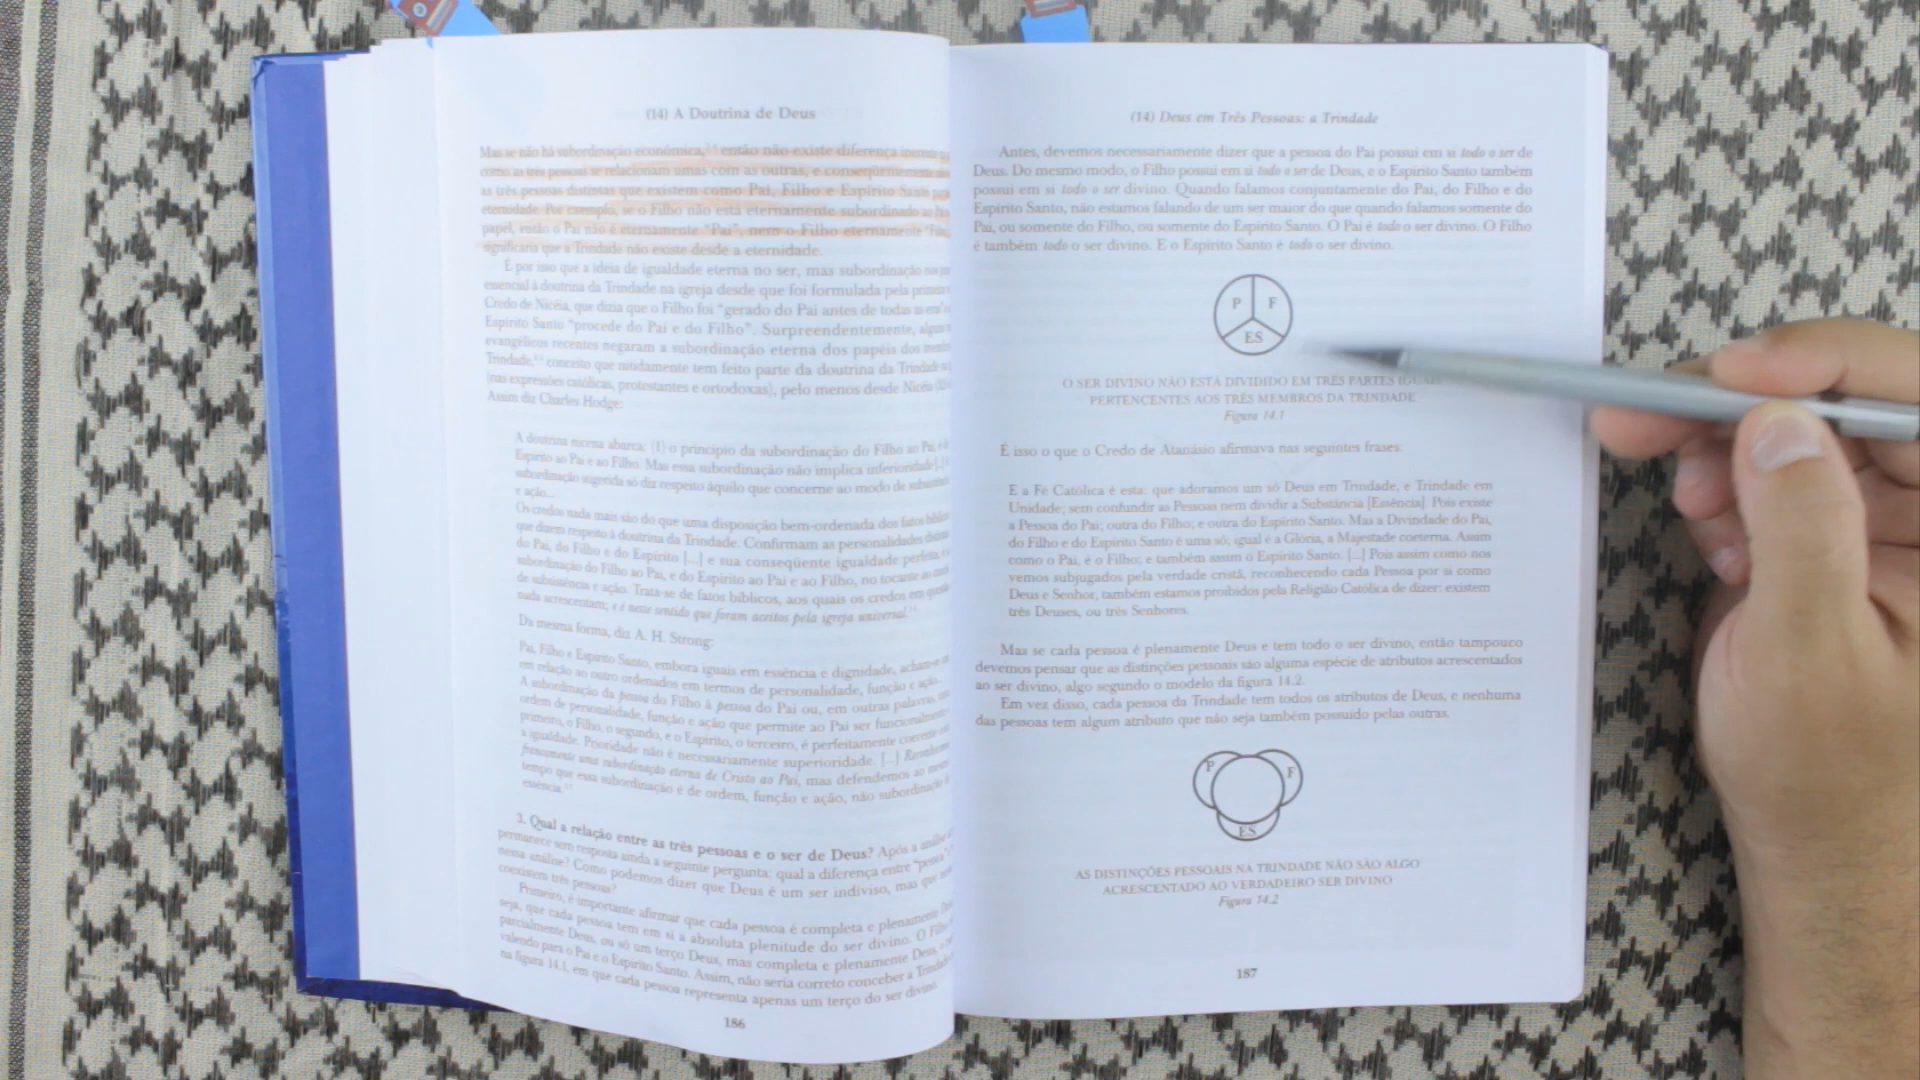 (14) A Doutrina de Deus
Mas se não há subordinação econômica, então não existe diferença
como as três pessoas se relacionam umas com as outras, e conseqüentemente
as três pessoas distintas que existem como Pai, Filho e Espírito Santo
eternidade. Por exemplo, se o Filho não está eternamente subordinado ao
papel, então o Pai não é eternamente "Pai", nem o Filho eternamente
significaria que a Trindade não existe desde a eternidade.
É por isso que a idéia de igualdade eterna no ser, mas subordinação
essencial à doutrina da Trindade na igreja desde que foi formulada pela
Credo de Nicéia, que dizia que o Filho foi "gerado do Pai antes de todas as
Espírito Santo "procede do Pai e do Filho". Surpreendentemente,
evangélicos recentes negaram a subordinação eterna dos papéis dos
Trindade, conceito que nitidamente tem feito parte da doutrina da Trindade
(nas expressões católicas, protestantes e ortodoxas), pelo menos desde Nicéia
Assim diz Charles Hodge:
A doutrina nicena abarca: (1) o princípio da subordinação do Filho ao Pai, e do
Espírito ao Pai e ao Filho. Mas essa subordinação não implica inferioridade [...]
subordinação sugerida só diz respeito àquilo que concerne ao modo de
e ação...
Os credos nada mais são do que uma disposição bem-ordenada dos fatos bíblicos
que dizem respeito à doutrina da Trindade. Confirmam as personalidades
do Pai, do Filho e do Espírito [...] e sua conseqüente igualdade perfeita,
subordinação do Filho ao Pai, e do Espírito ao Pai e ao Filho, no tocante ao
de subsistência e ação. Trata-se de fatos bíblicos, aos quais os credos em
nada acrescentam; e é nesse sentido que foram aceitos pela igreja universal.
Da mesma forma, diz A. H. Strong:
Pai, Filho e Espírito Santo, embora iguais em essência e dignidade, acham-se
em relação ao outro ordenados em termos de personalidade, função e ação...
A subordinação da pessoa do Filho à pessoa do Pai ou, em outras palavras,
ordem de personalidade, função e ação que permite ao Pai ser
primeiro, o Filho, o segundo, e o Espírito, o terceiro, é perfeitamente coerente
a igualdade. Prioridade não é necessariamente superioridade. [...]
francamente uma subordinação eterna de Cristo ao Pai, mas defendemos ao
tempo que essa subordinação é de ordem, função e ação, não
essência.
3. Qual a relação entre as três pessoas e o ser de Deus? Após a análise
permanece sem resposta ainda a seguinte pergunta: qual a diferença entre "pessoa"
nessa análise? Como podemos dizer que Deus é um ser indiviso, mas que
coexistem três pessoas?
Primeiro, é importante afirmar que cada pessoa é completa e plenamente
seja, que cada pessoa tem em si a absoluta plenitude do ser divino. O Filho
parcialmente Deus, ou só um terço Deus, mas completa e plenamente Deus,
valendo para o Pai e o Espírito Santo. Assim, não seria correto conceber a Trindade
na figura 14.1, em que cada pessoa representa apenas um terço do ser divino.
186
(14) Deus em Três Pessoas: a Trindade
Antes, devemos necessariamente dizer que a pessoa do Pai possui em si todo o ser de
Deus. Do mesmo modo, o Filho possui em si todo o ser de Deus, e o Espírito Santo também
possui em si todo o ser divino. Quando falamos conjuntamente do Pai, do Filho e do
Espírito Santo, não estamos falando de um ser maior do que quando falamos somente do
Pai, ou somente do Filho, ou somente do Espírito Santo. O Pai é todo o ser divino. O Filho
é também todo o ser divino. E o Espírito Santo é todo o ser divino.
P F
ES
O SER DIVINO NÃO ESTÁ DIVIDIDO EM TRÊS PARTES IGUAIS
PERTENCENTES AOS TRÊS MEMBROS DA TRINDADE
Figura 14.1
É isso o que o Credo de Atanásio afirmava nas seguintes frases:
E a Fé Católica é esta: que adoramos um só Deus em Trindade, e Trindade em
Unidade; sem confundir as Pessoas nem dividir a Substância [Essência]. Pois existe
a Pessoa do Pai; outra do Filho; e outra do Espírito Santo. Mas a Divindade do Pai,
do Filho e do Espírito Santo é uma só; igual é a Glória, a Majestade coeterna. Assim
como o Pai, é o Filho; e também assim o Espírito Santo. [...] Pois assim como nos
vemos subjugados pela verdade cristã, reconhecendo cada Pessoa por si como
Deus e Senhor, também estamos proibidos pela Religião Católica de dizer: existem
três Deuses, ou três Senhores.
Mas se cada pessoa é plenamente Deus e tem todo o ser divino, então tampouco
devemos pensar que as distinções pessoais são alguma espécie de atributos acrescentados
ao ser divino, algo segundo o modelo da figura 14.2.
Em vez disso, cada pessoa da Trindade tem todos os atributos de Deus, e nenhuma
das pessoas tem algum atributo que não seja também possuído pelas outras.
P F
ES
AS DISTINÇÕES PESSOAIS NA TRINDADE NÃO SÃO ALGO
ACRESCENTADO AO VERDADEIRO SER DIVINO
Figura 14.2
187